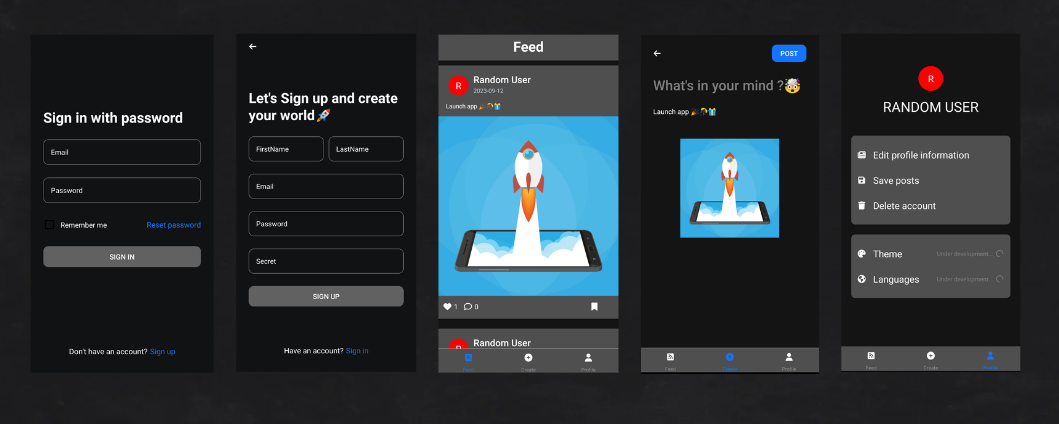 Sign in with password
Email
Password
Remember me
Reset password
SIGN IN
Don't have an account? Sign up
Let's Sign up and create
your world🚀
FirstName
LastName
Email
Password
Secret
SIGN UP
Have an account? Sign in
Feed
R
Random User
2023-09-12
Launch app 🎉🎊🎁
1
0
R
Random User
Feed
Create
Profile
POST
What's in your mind ?🤯
Launch app 🎉🎊🎁
Feed
Create
Profile
R
RANDOM USER
Edit profile information
Save posts
Delete account
Theme
Under development...
Languages
Under development...
Feed
Create
Profile